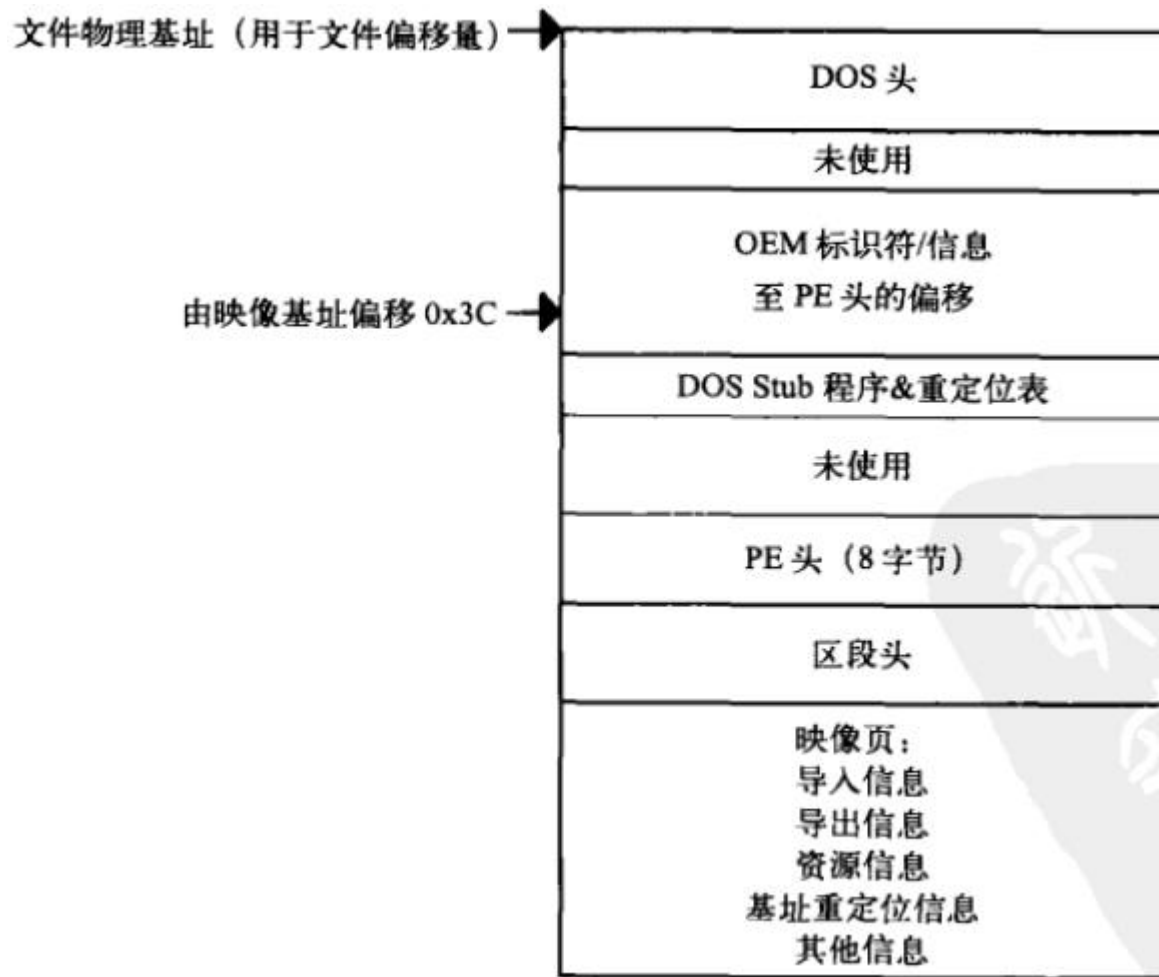 文件物理基址（用于文件偏移量）
DOS 头
未使用
OEM 标识符/信息
至 PE 头的偏移
由映像基址偏移 0x3C
DOS Stub 程序&重定位表
未使用
PE 头（8 字节）
区段头
映像页：
导入信息
导出信息
资源信息
基址重定位信息
其他信息